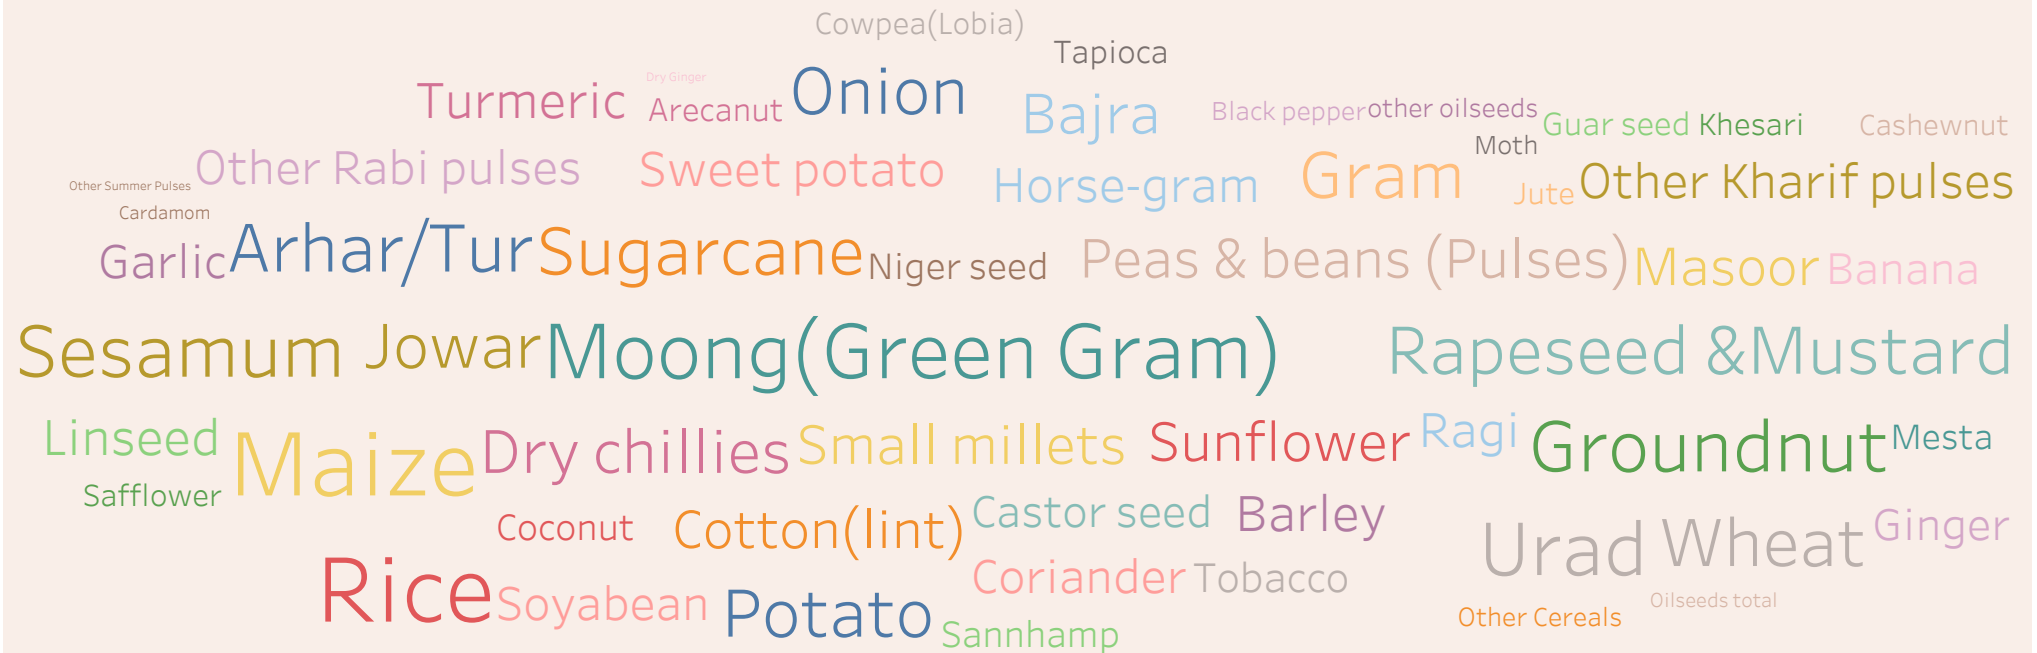 Cowpea(Lobia)
Tapioca
Dry Ginger
Turmeric Arecanut Onion Bajra Black pepper other oilseeds Guar seed Khesari Cashewnut
Moth
Other Rabi pulses Sweet potato Horse-gram Gram Jute Other Kharif pulses
Other Summer Pulses
Cardamom
Garlic Arhar/Tur Sugarcane Niger seed Peas & beans (Pulses) Masoor Banana
Sesamum Jowar Moong(Green Gram) Rapeseed &Mustard
Linseed Maize Dry chillies Small millets Sunflower Ragi Groundnut Mesta
Safflower
Coconut Cotton(lint) Castor seed Barley Urad Wheat Ginger
Rice Soyabean Potato Coriander Tobacco
Other Cereals Oilseeds total
Sannhamp